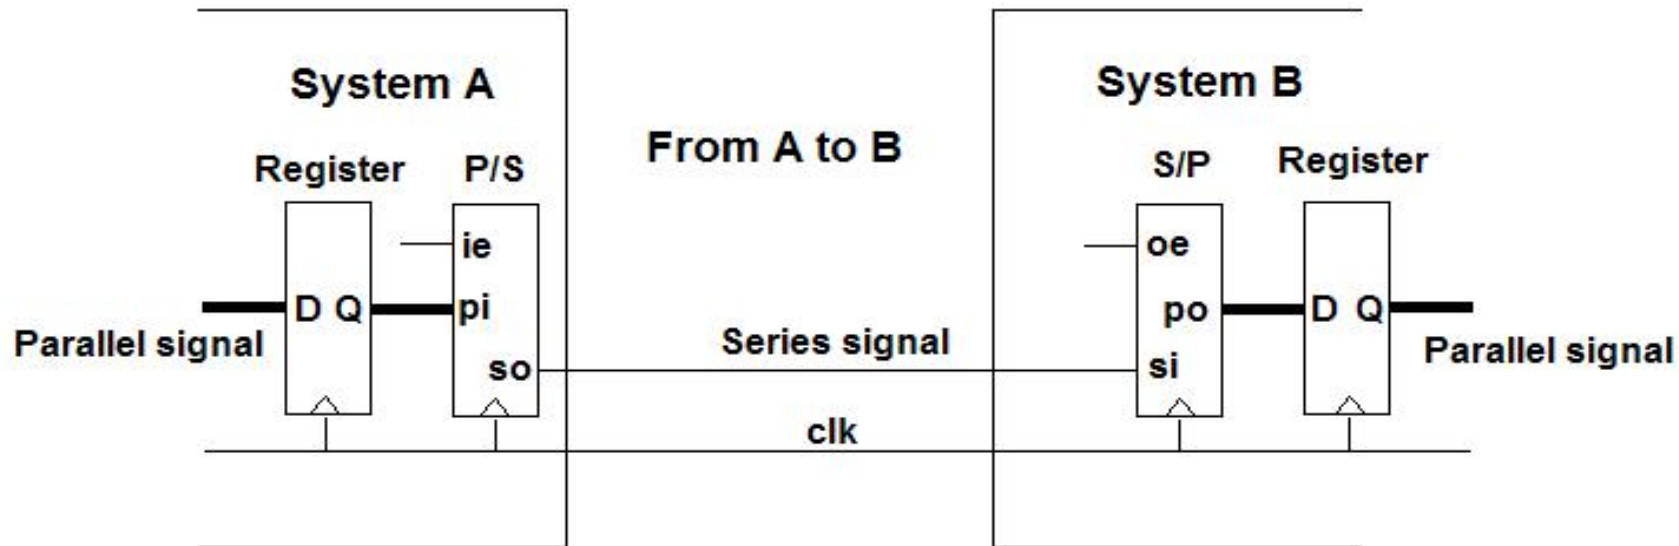 System A
System B
From A to B
Register
P/S
S/P
Register
ie
oe
D Q
pi
po
D Q
Parallel signal
so
Series signal
si
Parallel signal
clk